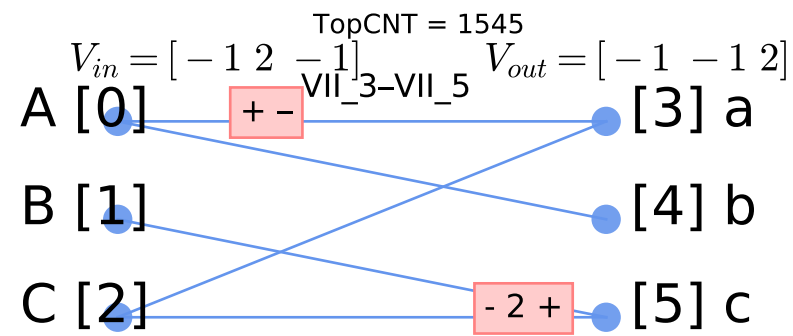 TopCNT = 1545
V_in = [ − 1 2 − 1]
V_out = [ − 1 − 1 2]
VII_3–VII_5
A [0]
+ –
[3] a
B [1]
[4] b
C [2]
- 2 +
[5] c